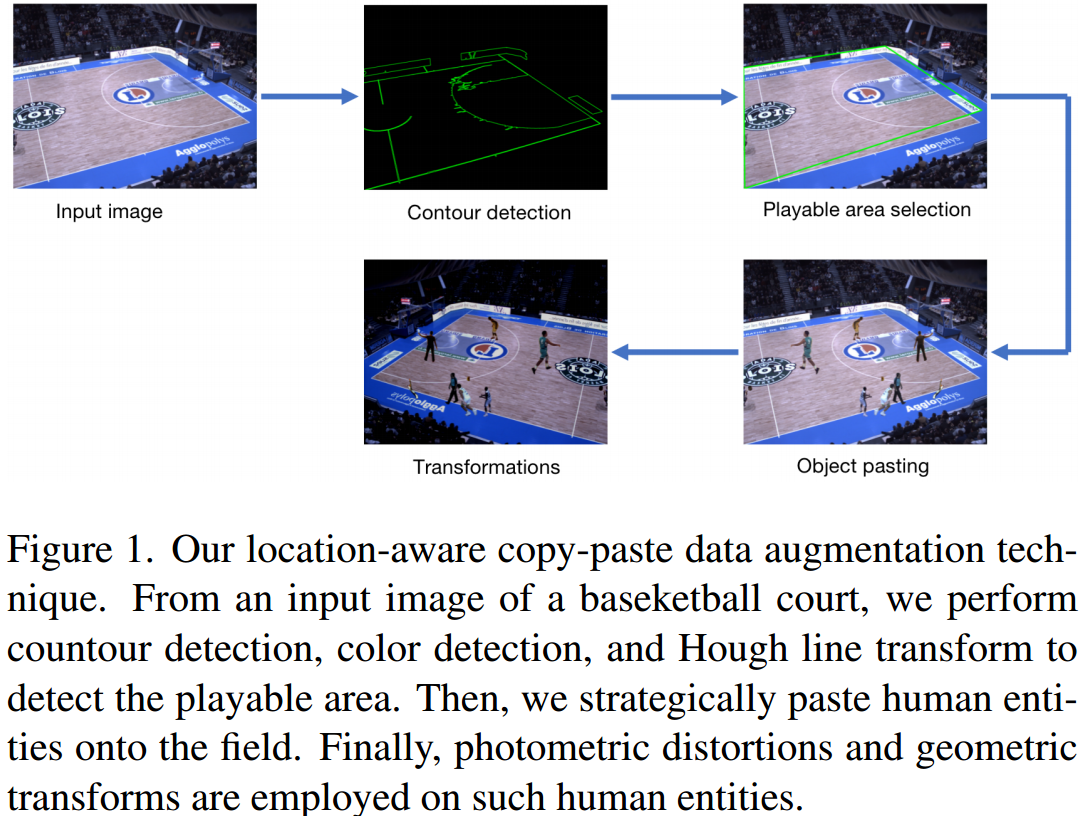 Input image
Contour detection
Playable area selection
Agglopolys
Transformations
Object pasting
Figure 1. Our location-aware copy-paste data augmentation tech-
nique. From an input image of a baseketball court, we perform
countour detection, color detection, and Hough line transform to
detect the playable area. Then, we strategically paste human enti-
ties onto the field. Finally, photometric distortions and geometric
transforms are employed on such human entities.